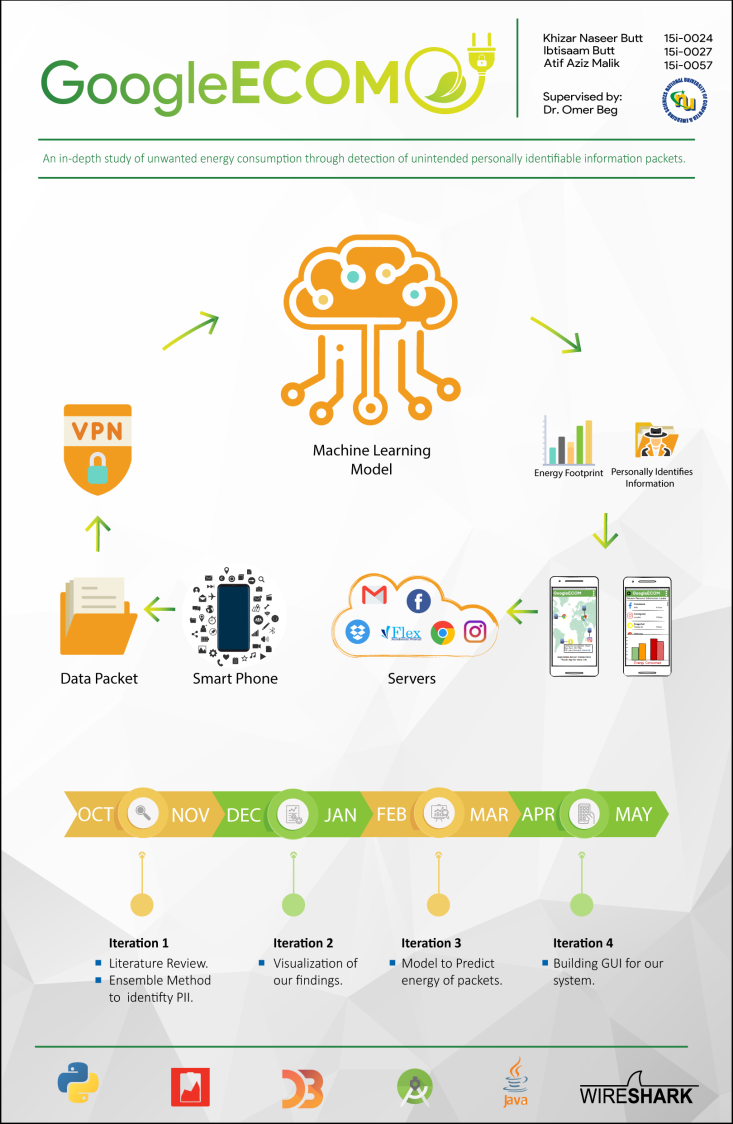 GoogleECOM
Khizar Naseer Butt 15i-0024
Ibtisaam Butt 15i-0027
Atif Aziz Malik 15i-0057
Supervised by:
Dr. Omer Beg
An in-depth study of unwanted energy consumption through detection of unintended personally identifiable information packets.
Machine Learning
Model
VPN
Energy Footprint
Personally Identifies
Information
GoogleECOM
GoogleECOM
Flex
Data Packet
Smart Phone
Servers
OCT NOV DEC JAN FEB MAR APR MAY
Iteration 1
Literature Review.
Ensemble Method
to identifty PII.
Iteration 2
Visualization of
our findings.
Iteration 3
Model to Predict
energy of packets.
Iteration 4
Building GUI for our
system.
Java
WIRESHARK